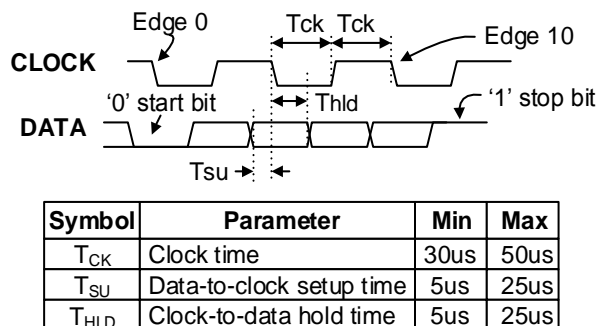 Edge 0
Tck Tck
Edge 10
CLOCK
‘0’ start bit
Thld
‘1’ stop bit
DATA
Tsu
Symbol Parameter Min Max
TCK Clock time 30us 50us
TSU Data-to-clock setup time 5us 25us
THLD Clock-to-data hold time 5us 25us